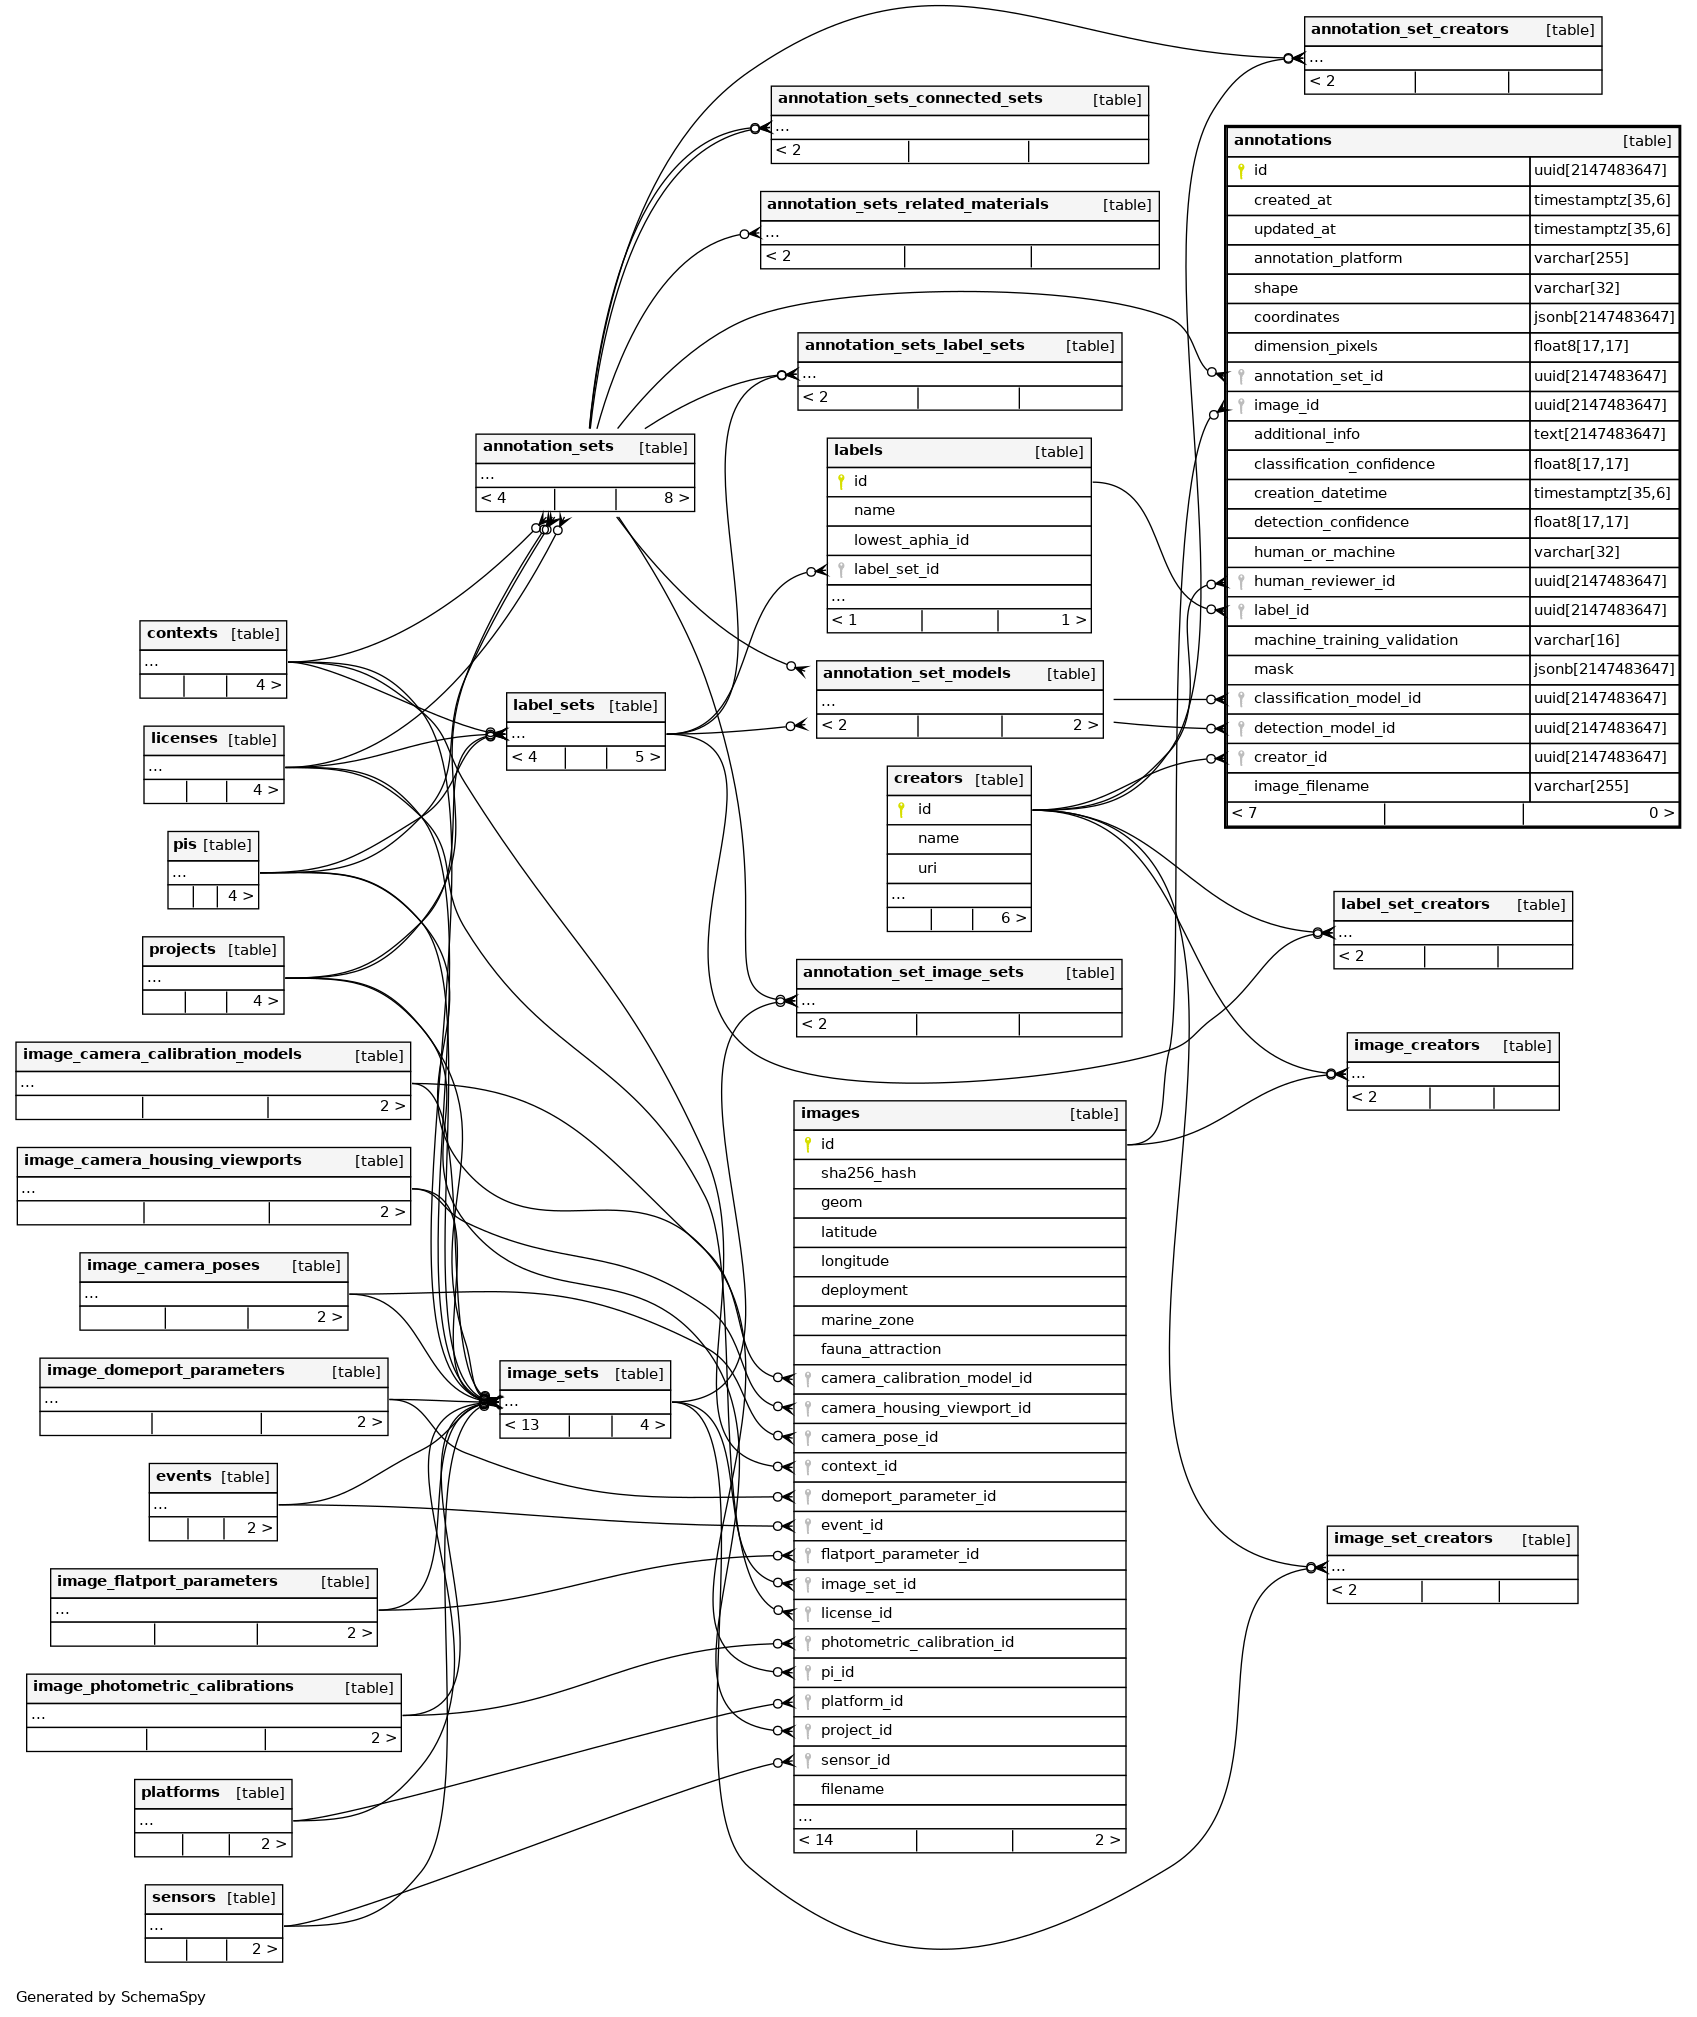 annotation_set_creators [table]
...
< 2
annotation_sets_connected_sets [table]
...
< 2
annotations [table]
id uuid[2147483647]
created_at timestamptz[35,6]
updated_at timestamptz[35,6]
annotation_platform varchar[255]
shape varchar[32]
coordinates jsonb[2147483647]
dimension_pixels float8[17,17]
annotation_set_id uuid[2147483647]
image_id uuid[2147483647]
additional_info text[2147483647]
classification_confidence float8[17,17]
creation_datetime timestamptz[35,6]
detection_confidence float8[17,17]
human_or_machine varchar[32]
human_reviewer_id uuid[2147483647]
label_id uuid[2147483647]
machine_training_validation varchar[16]
mask jsonb[2147483647]
classification_model_id uuid[2147483647]
detection_model_id uuid[2147483647]
creator_id uuid[2147483647]
image_filename varchar[255]
< 7 0 >
annotation_sets_related_materials [table]
...
< 2
annotation_sets_label_sets [table]
...
< 2
annotation_sets [table]
...
< 4 8 >
labels [table]
id
name
lowest_aphia_id
label_set_id
...
< 1 1 >
contexts [table]
...
4 >
annotation_set_models [table]
...
< 2 2 >
label_sets [table]
...
< 4 5 >
licenses [table]
...
4 >
creators [table]
id
name
uri
...
6 >
pis [table]
...
4 >
label_set_creators [table]
...
< 2
projects [table]
...
4 >
annotation_set_image_sets [table]
...
< 2
image_creators [table]
...
< 2
image_camera_calibration_models [table]
...
2 >
images [table]
id
sha256_hash
geom
latitude
longitude
deployment
marine_zone
fauna_attraction
camera_calibration_model_id
camera_housing_viewport_id
camera_pose_id
context_id
domeport_parameter_id
event_id
flatport_parameter_id
image_set_id
license_id
photometric_calibration_id
pi_id
platform_id
project_id
sensor_id
filename
...
< 14 2 >
image_camera_housing_viewports [table]
...
2 >
image_camera_poses [table]
...
2 >
image_domeport_parameters [table]
...
2 >
image_sets [table]
...
< 13 4 >
events [table]
...
2 >
image_set_creators [table]
...
< 2
image_flatport_parameters [table]
...
2 >
image_photometric_calibrations [table]
...
2 >
platforms [table]
...
2 >
sensors [table]
...
2 >
Generated by SchemaSpy